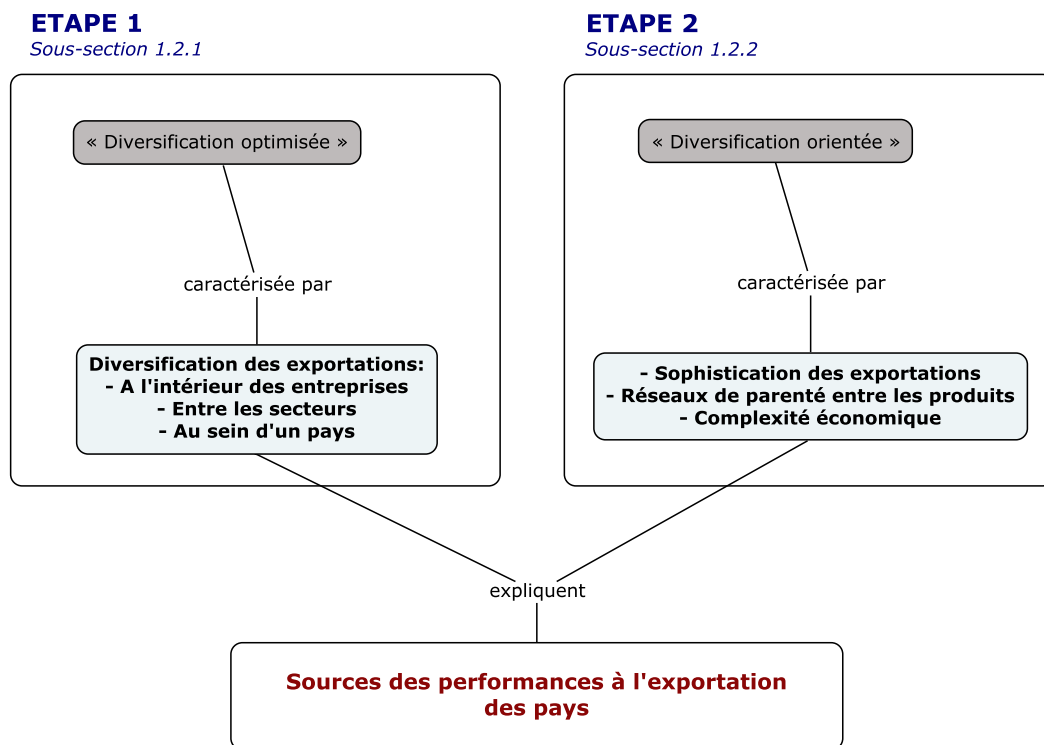 ETAPE 1
Sous-section 1.2.1
« Diversification optimisée »
caractérisée par
Diversification des exportations:
- A l'intérieur des entreprises
- Entre les secteurs
- Au sein d'un pays
ETAPE 2
Sous-section 1.2.2
« Diversification orientée »
caractérisée par
- Sophistication des exportations
- Réseaux de parenté entre les produits
- Complexité économique
expliquent
Sources des performances à l'exportation
des pays